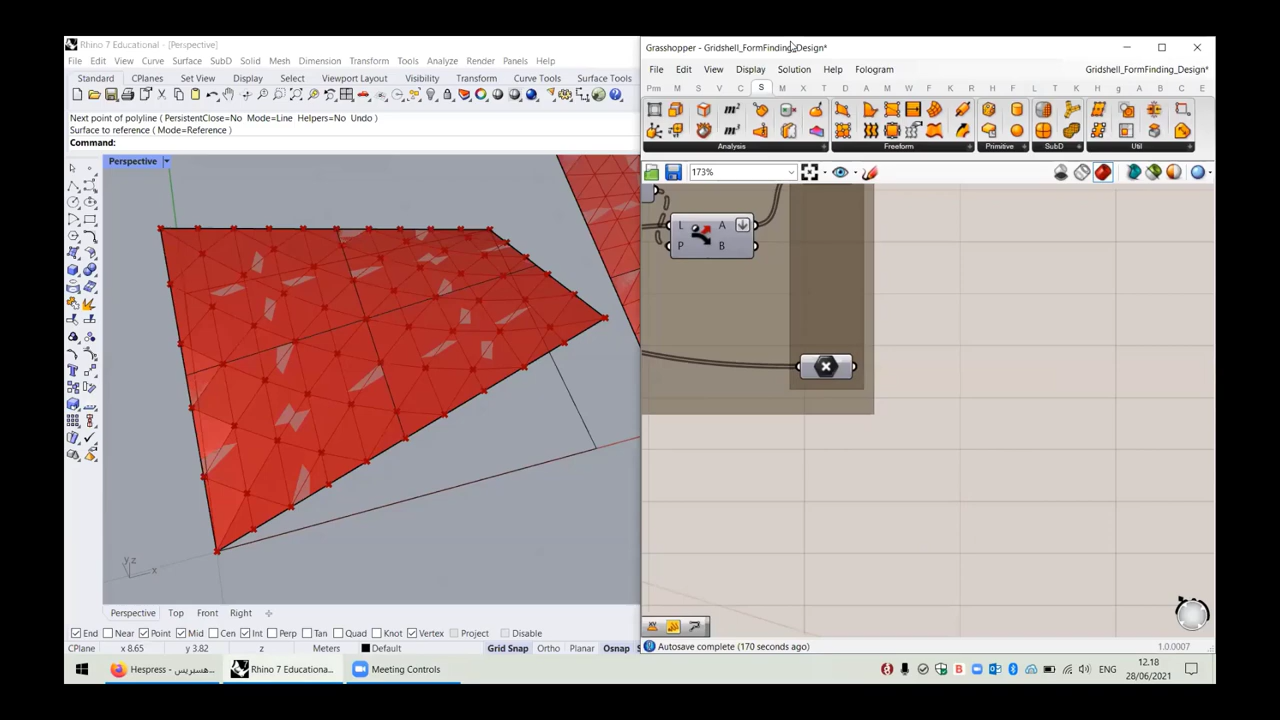 Rhino 7 Educational - [Perspective]
File Edit View Curve Surface SubD Solid Mesh Dimension Transform Tools Analyze Render Panels Help
Standard CPlanes Set View Display Select Viewport Layout Visibility Transform Curve Tools Surface Tools
Next point of polyline ( PersistentClose=No Mode=Line Helpers=No Undo )
Surface to reference ( Mode=Reference )
Command:
Perspective
y z
x
Perspective Top Front Right
End Near Point Mid Cen Int Perp Tan Quad Knot Vertex Project Disable
CPlane x 8.65 y 3.82 z Meters Default Grid Snap Ortho Planar Osnap
Grasshopper - Gridshell_FormFinding_Design*
File Edit View Display Solution Help Fologram Gridshell_FormFinding_Design*
Prm M S V C S M T D A M K K H K K B L F
m²
m³
Analysis Freeform Primitive SubD Util
173%
L A
P B
Autosave complete (170 seconds ago) 1.0.0007
Hespress - هسبريس...
Rhino 7 Educationa...
Meeting Controls
ENG
12.18
28/06/2021